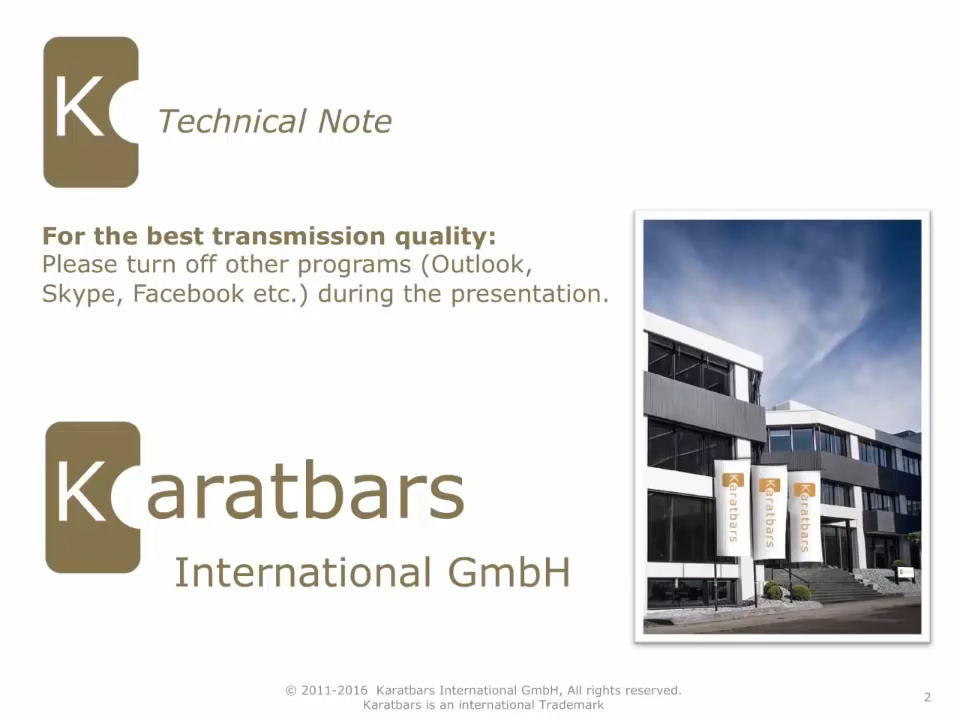 K
Technical Note
For the best transmission quality:
Please turn off other programs (Outlook,
Skype, Facebook etc.) during the presentation.
Karatbars
International GmbH
Karatbars
Karatbars
Karatbars
© 2011-2016 Karatbars International GmbH, All rights reserved.
Karatbars is an international Trademark
2